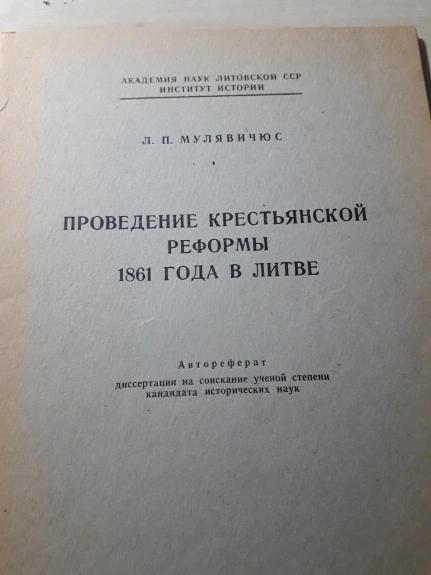 АКАДЕМИЯ НАУК ЛИТОВСКОЙ ССР
ИНСТИТУТ ИСТОРИИ
Л. П. МУЛЯВИЧЮС
ПРОВЕДЕНИЕ КРЕСТЬЯНСКОЙ
РЕФОРМЫ
1861 ГОДА В ЛИТВЕ
Автореферат
диссертации на соискание ученой степени
кандидата исторических наук